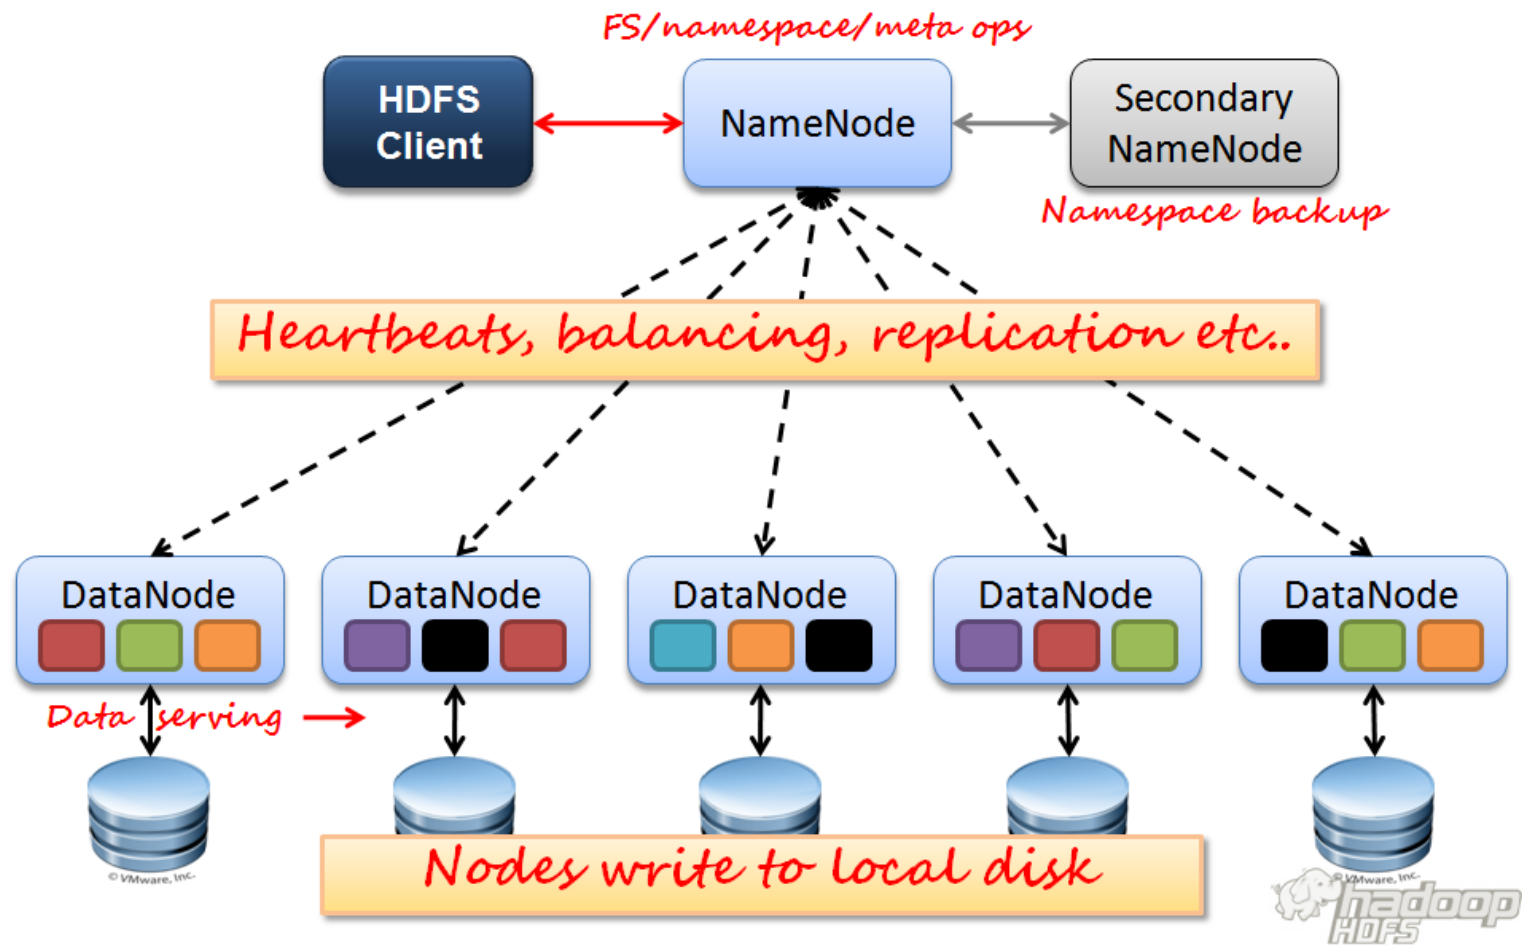 FS/namespace/meta ops
HDFS
Client
NameNode
Secondary
NameNode
Namespace backup
Heartbeats, balancing, replication etc..
DataNode
DataNode
DataNode
DataNode
DataNode
Data serving
Nodes write to local disk
© VMware, Inc.
© VMware, Inc.
hadoop
HDFS